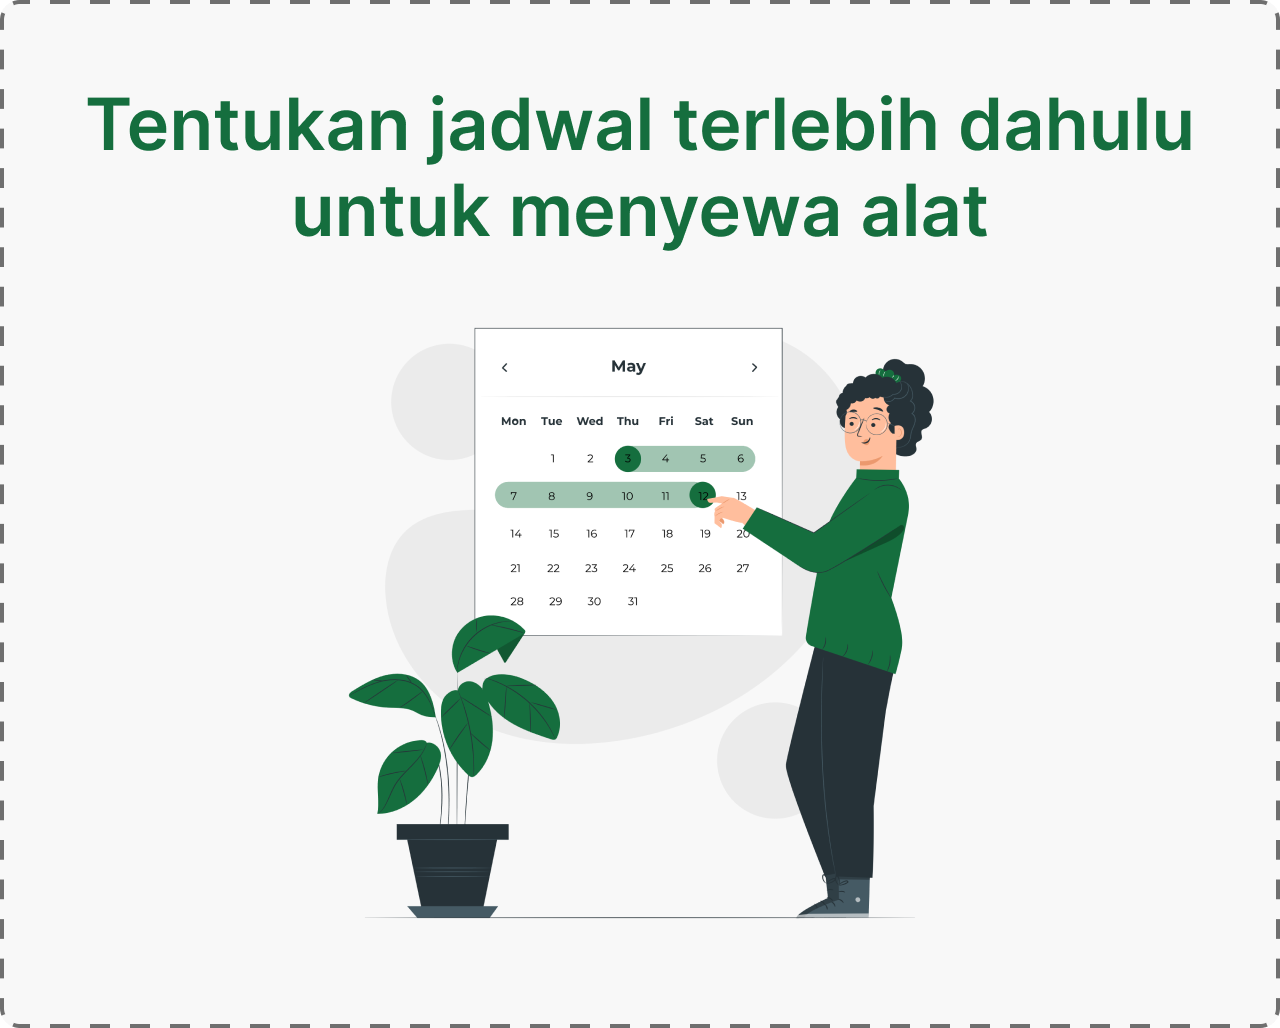 Tentukan jadwal terlebih dahulu
untuk menyewa alat
May
Mon Tue Wed Thu Fri Sat Sun
1 2 3 4 5 6
7 8 9 10 11 12 13
14 15 16 17 18 19 20
21 22 23 24 25 26 27
28 29 30 31